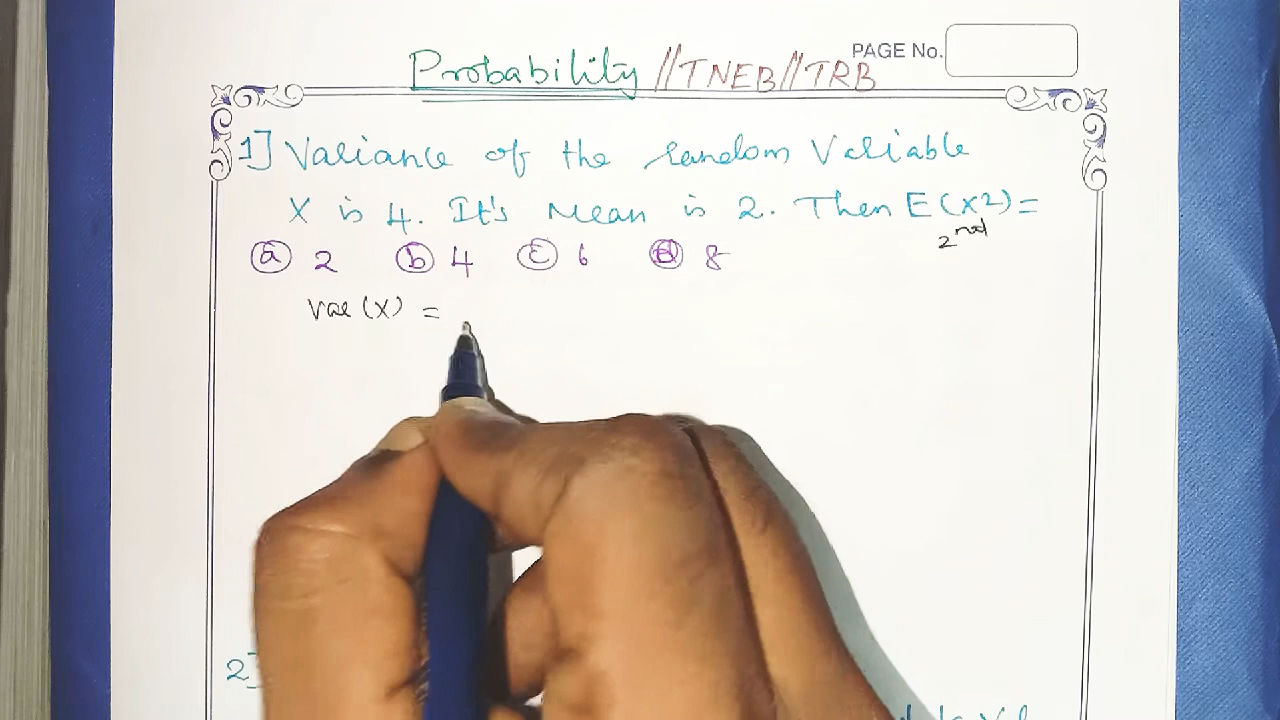 Probability //TNEB//TRB PAGE No.
1] Variance of the random Variable
X is 4. It's Mean is 2. Then E(X2)=
2nd
(a) 2 (b) 4 (c) 6 (d) 8
Var(X) =
2]